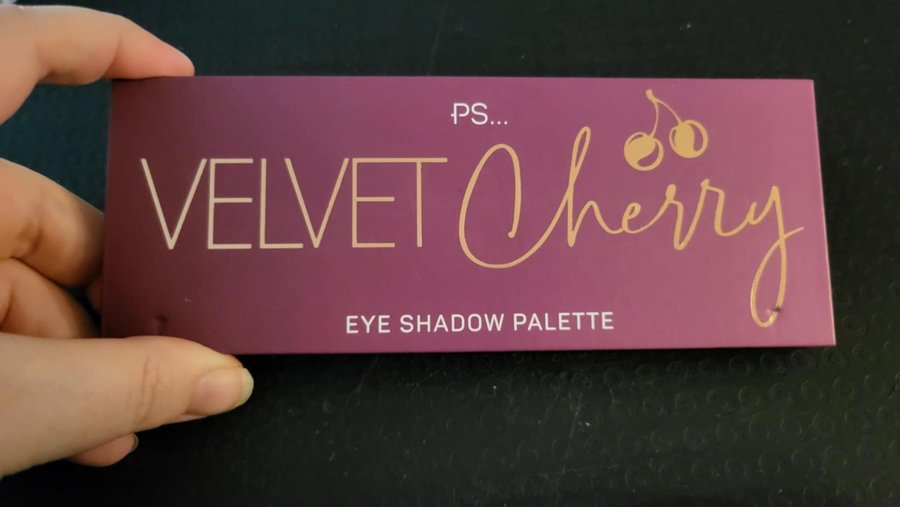 PS...
VELVET Cherry
EYE SHADOW PALETTE